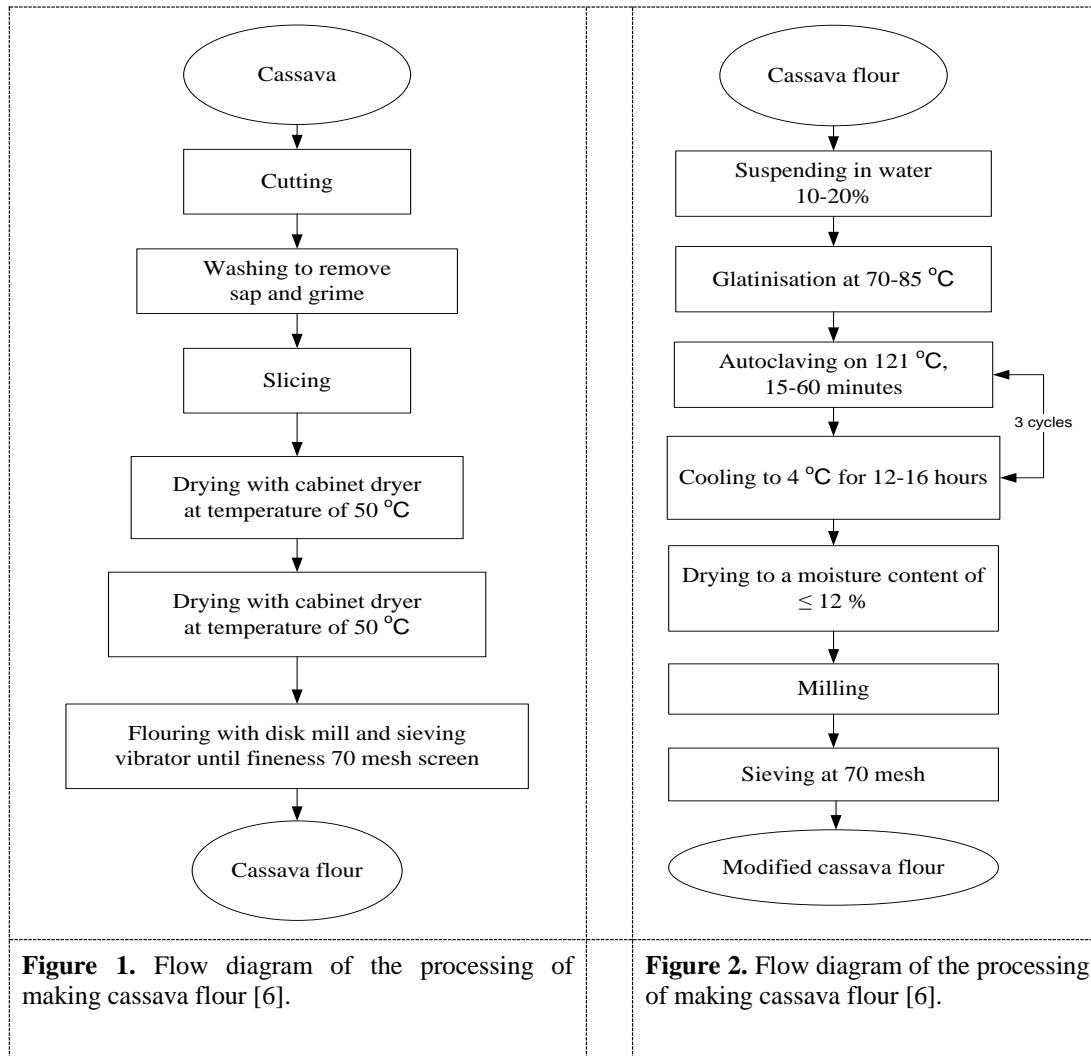 Cassava
Cutting
Washing to remove
sap and grime
Slicing
Drying with cabinet dryer
at temperature of 50 °C
Drying with cabinet dryer
at temperature of 50 °C
Flouring with disk mill and sieving
vibrator until fineness 70 mesh screen
Cassava flour
Figure 1. Flow diagram of the processing of
making cassava flour [6].
Cassava flour
Suspending in water
10-20%
Glatinisation at 70-85 °C
Autoclaving on 121 °C,
15-60 minutes
3 cycles
Cooling to 4 °C for 12-16 hours
Drying to a moisture content of
≤ 12 %
Milling
Sieving at 70 mesh
Modified cassava flour
Figure 2. Flow diagram of the processing
of making cassava flour [6].